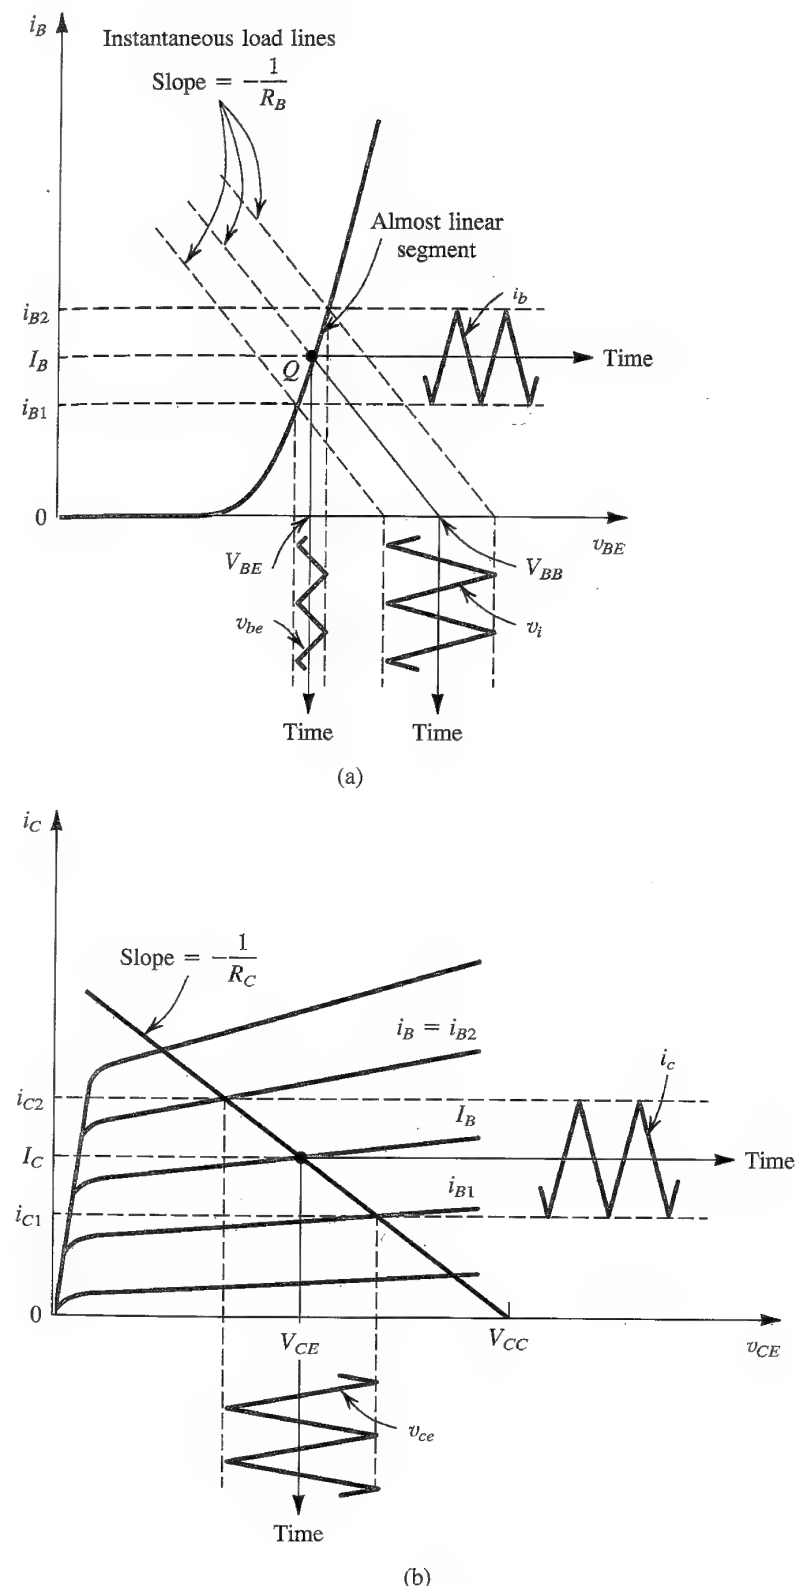 i_B
Instantaneous load lines
Slope = -1/R_B
Almost linear
segment
i_B2
i_b
I_B
Q
Time
i_B1
0
v_BE
V_BE
V_BB
v_be
v_i
Time
Time
(a)
i_C
Slope = -1/R_C
i_B = i_B2
i_c
i_C2
I_B
I_C
Time
i_B1
i_C1
0
V_CE
V_CC
v_CE
v_ce
Time
(b)